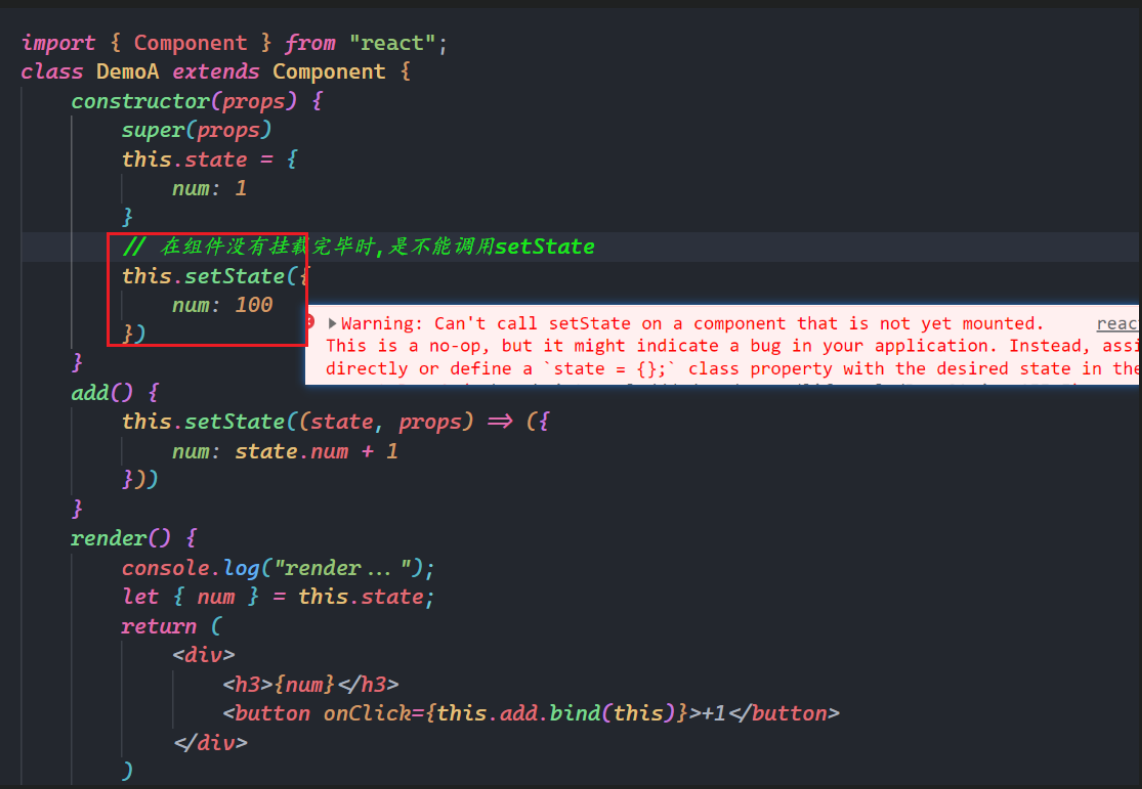 import { Component } from "react";
class DemoA extends Component {
constructor(props) {
super(props)
this.state = {
num: 1
}
// 在组件没有挂载完毕时,是不能调用setState
this.setState({
num: 100
})
Warning: Can't call setState on a component that is not yet mounted.
This is a no-op, but it might indicate a bug in your application. Instead,
directly or define a `state = {};` class property with the desired state in
}
add() {
this.setState((state, props) => ({
num: state.num + 1
}))
}
render() {
console.log("render...");
let { num } = this.state;
return (
<div>
<h3>{num}</h3>
<button onClick={this.add.bind(this)}>+1</button>
</div>
)